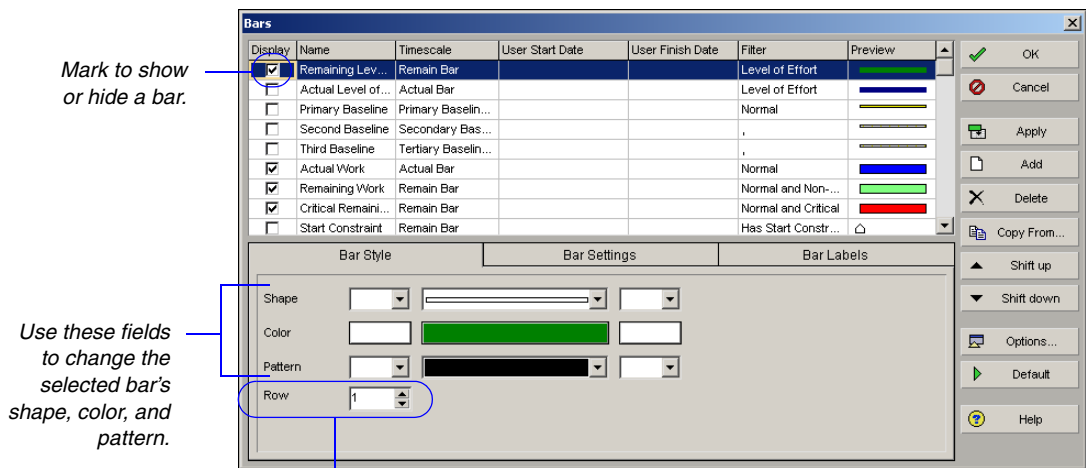 Bars
Display Name Timescale User Start Date User Finish Date Filter Preview
Remaining Lev... Remain Bar Level of Effort
Actual Level of... Actual Bar Level of Effort
Primary Baseline Primary Baselin... Normal
Second Baseline Secondary Bas... ,
Third Baseline Tertiary Baselin... ,
Actual Work Actual Bar Normal
Remaining Work Remain Bar Normal and Non-...
Critical Remaini... Remain Bar Normal and Critical
Start Constraint Remain Bar Has Start Constr...
Mark to show
or hide a bar.
Bar Style Bar Settings Bar Labels
Shape
Color
Pattern
Row 1
Use these fields
to change the
selected bar's
shape, color, and
pattern.
OK
Cancel
Apply
Add
Delete
Copy From...
Shift up
Shift down
Options...
Default
Help